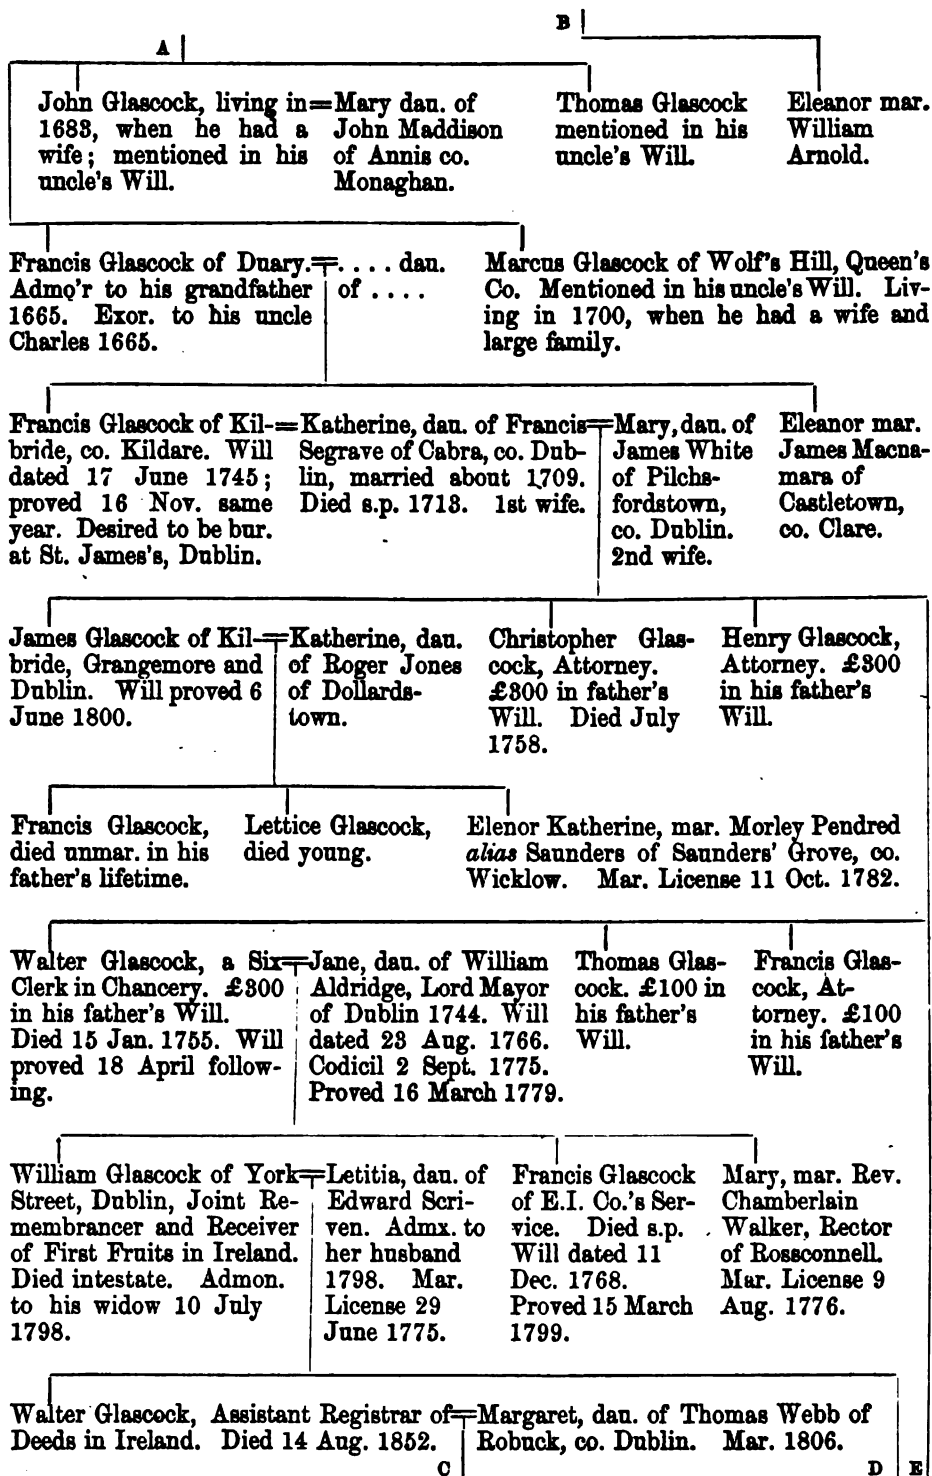 B
A
John Glascock, living in=Mary dau. of
1683, when he had a John Maddison
wife; mentioned in his of Annis co.
uncle's Will. Monaghan.
Thomas Glascock
mentioned in his
uncle's Will.
Eleanor mar.
William
Arnold.
Francis Glascock of Duary.=. . . . dau.
Admo'r to his grandfather of . . . .
1665. Exor. to his uncle
Charles 1665.
Marcus Glascock of Wolf's Hill, Queen's
Co. Mentioned in his uncle's Will. Liv-
ing in 1700, when he had a wife and
large family.
Francis Glascock of Kil-=
bride, co. Kildare. Will
dated 17 June 1745;
proved 16 Nov. same
year. Desired to be bur.
at St. James's, Dublin.
Katherine, dau. of Francis=
Segrave of Cabra, co. Dub-
lin, married about 1709.
Died s.p. 1713. 1st wife.
Mary, dau. of
James White
of Pilchs-
fordstown,
co. Dublin.
2nd wife.
Eleanor mar.
James Macna-
mara of
Castletown,
co. Clare.
James Glascock of Kil-=
bride, Grangemore and
Dublin. Will proved 6
June 1800.
Katherine, dau.
of Roger Jones
of Dollards-
town.
Christopher Glas-
cock, Attorney.
£300 in father's
Will. Died July
1758.
Henry Glascock,
Attorney. £300
in his father's
Will.
Francis Glascock,
died unmar. in his
father's lifetime.
Lettice Glascock,
died young.
Elenor Katherine, mar. Morley Pendred
alias Saunders of Saunders' Grove, co.
Wicklow. Mar. License 11 Oct. 1782.
Walter Glascock, a Six=
Clerk in Chancery. £300
in his father's Will.
Died 15 Jan. 1755. Will
proved 18 April follow-
ing.
Jane, dau. of William
Aldridge, Lord Mayor
of Dublin 1744. Will
dated 23 Aug. 1766.
Codicil 2 Sept. 1775.
Proved 16 March 1779.
Thomas Glas-
cock. £100 in
his father's
Will.
Francis Glas-
cock, At-
torney. £100
in his father's
Will.
William Glascock of York=
Street, Dublin, Joint Re-
membrancer and Receiver
of First Fruits in Ireland.
Died intestate. Admon.
to his widow 10 July
1798.
Letitia, dau. of
Edward Scri-
ven. Admx. to
her husband
1798. Mar.
License 29
June 1775.
Francis Glascock
of E.I. Co.'s Ser-
vice. Died s.p.
Will dated 11
Dec. 1768.
Proved 15 March
1799.
Mary, mar. Rev.
Chamberlain
Walker, Rector
of Rossconnell.
Mar. License 9
Aug. 1776.
Walter Glascock, Assistant Registrar of=
Deeds in Ireland. Died 14 Aug. 1852.
Margaret, dau. of Thomas Webb of
Robuck, co. Dublin. Mar. 1806.
C
D
E